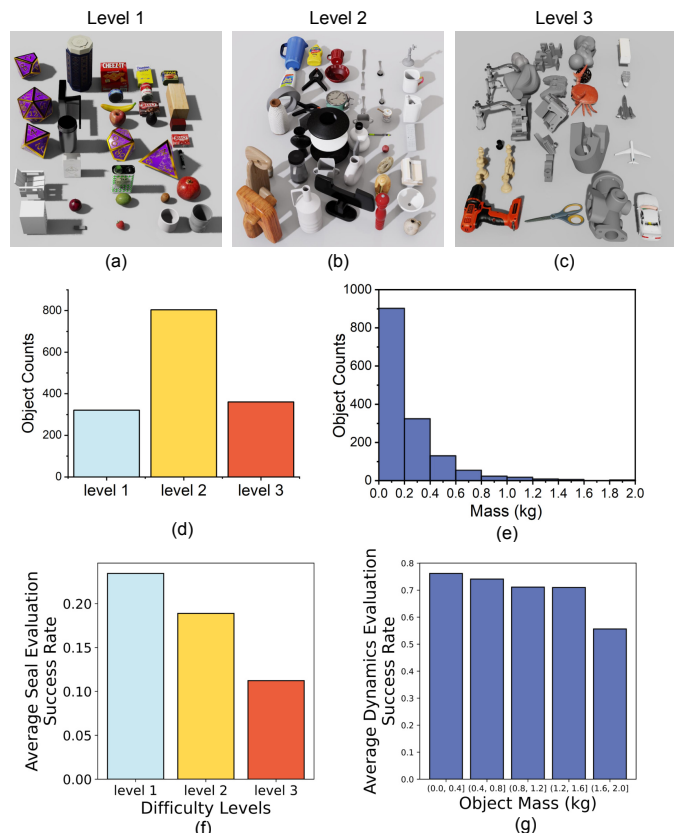 Level 1
Level 2
Level 3
CHEEZ-IT
(a)
(b)
(c)
Object Counts
800
600
400
200
0
level 1
level 2
level 3
(d)
Object Counts
1000
800
600
400
200
0
0.0
0.2
0.4
0.6
0.8
1.0
1.2
1.4
1.6
1.8
2.0
Mass (kg)
(e)
Average Seal Evaluation
Success Rate
0.20
0.15
0.10
0.05
0.00
level 1
level 2
level 3
Difficulty Levels
(f)
Average Dynamics Evaluation
Success Rate
0.8
0.7
0.6
0.5
0.4
0.3
0.2
0.1
0.0
(0.0, 0.4]
(0.4, 0.8]
(0.8, 1.2]
(1.2, 1.6]
(1.6, 2.0]
Object Mass (kg)
(g)